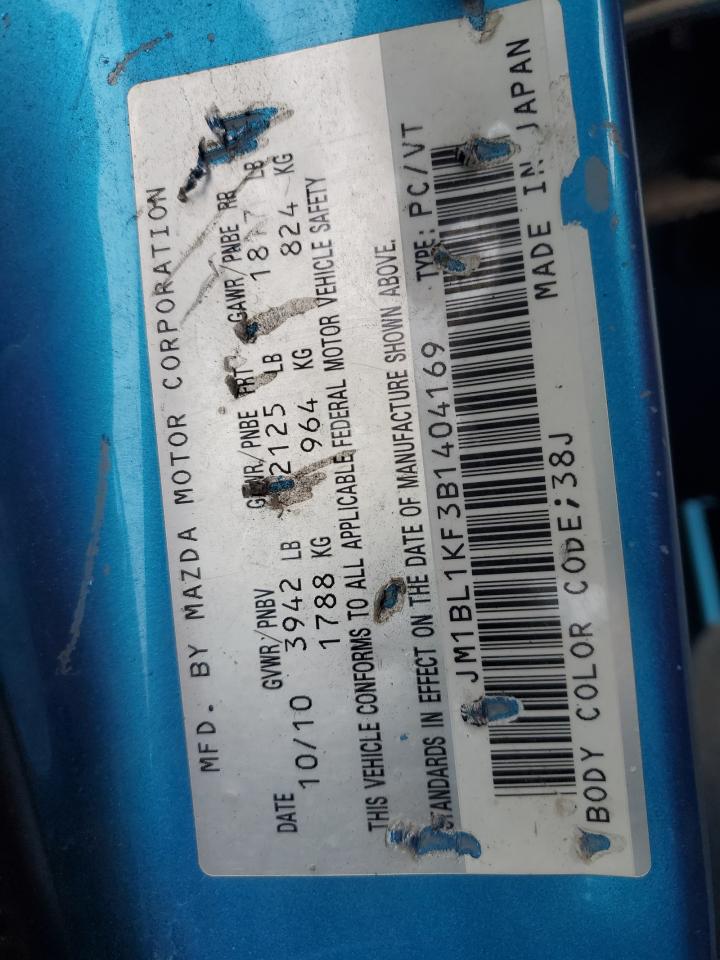 MFD. BY MAZDA MOTOR CORPORATION
DATE GVWR/PNBV GAWR/PNBE FRT GAWR/PNBE RR
10/10 3942 LB 2125 LB LB
1788 KG 964 KG 824 KG
THIS VEHICLE CONFORMS TO ALL APPLICABLE FEDERAL MOTOR VEHICLE SAFETY
STANDARDS IN EFFECT ON THE DATE OF MANUFACTURE SHOWN ABOVE.
JM1BL1KF3B1404169 TYPE: PC/VT
BODY COLOR CODE;38J MADE IN JAPAN